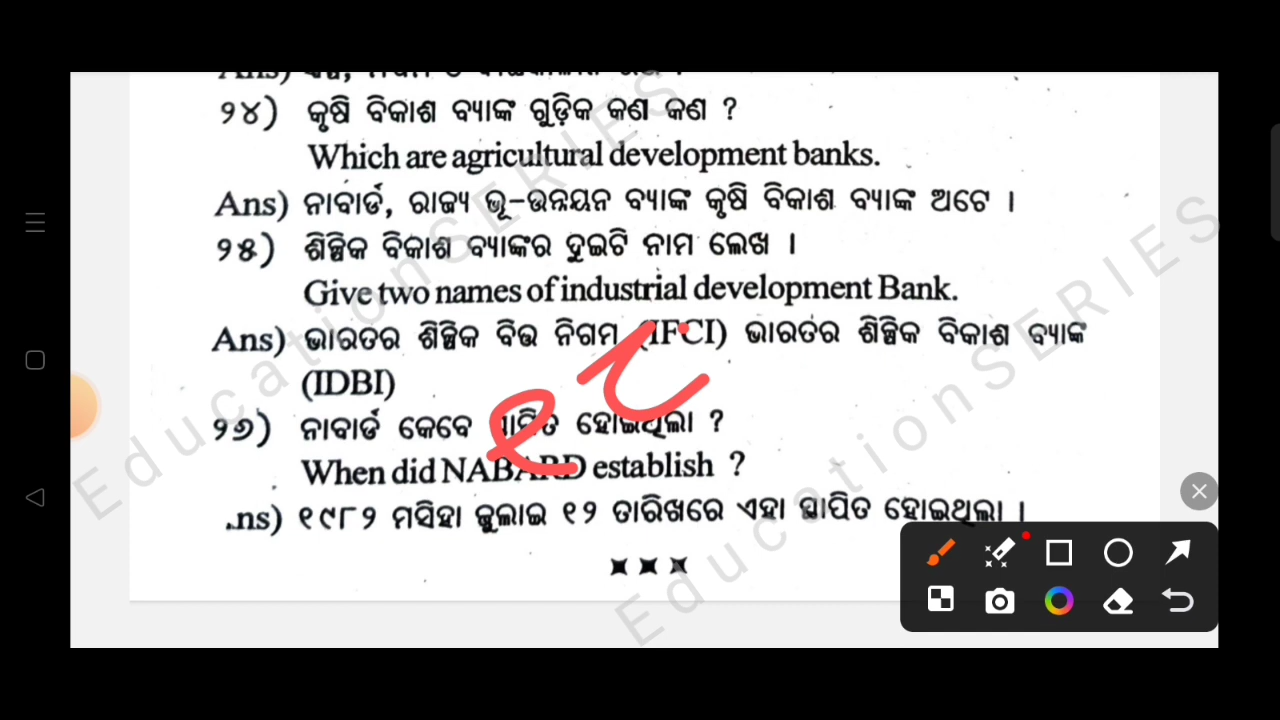 ୨୪) କୃଷି ବିକାଶ ବ୍ୟାଙ୍କ ଗୁଡ଼ିକ କଣ କଣ ?
Which are agricultural development banks.
Ans) ନାବାର୍ଡ, ରାଜ୍ୟ ଭୂ-ଉନ୍ନୟନ ବ୍ୟାଙ୍କ କୃଷି ବିକାଶ ବ୍ୟାଙ୍କ ଅଟେ ।
୨୫) ଶିଳ୍ପିକ ବିକାଶ ବ୍ୟାଙ୍କର ଦୁଇଟି ନାମ ଲେଖ ।
Give two names of industrial development Bank.
Ans) ଭାରତର ଶିଳ୍ପିକ ବିତ୍ତ ନିଗମ (IFCI) ଭାରତର ଶିଳ୍ପିକ ବିକାଶ ବ୍ୟାଙ୍କ
(IDBI)
୨୬) ନାବାର୍ଡ କେବେ ହୋଇଥିଲା ?
When did NABARD establish ?
ns) ୧୯୮୨ ମସିହା ଜୁଲାଇ ୧୨ ତାରିଖରେ ଏହା ସ୍ଥାପିତ ହୋଇଥିଲା ।
EducationSERIES
EducationSERIES